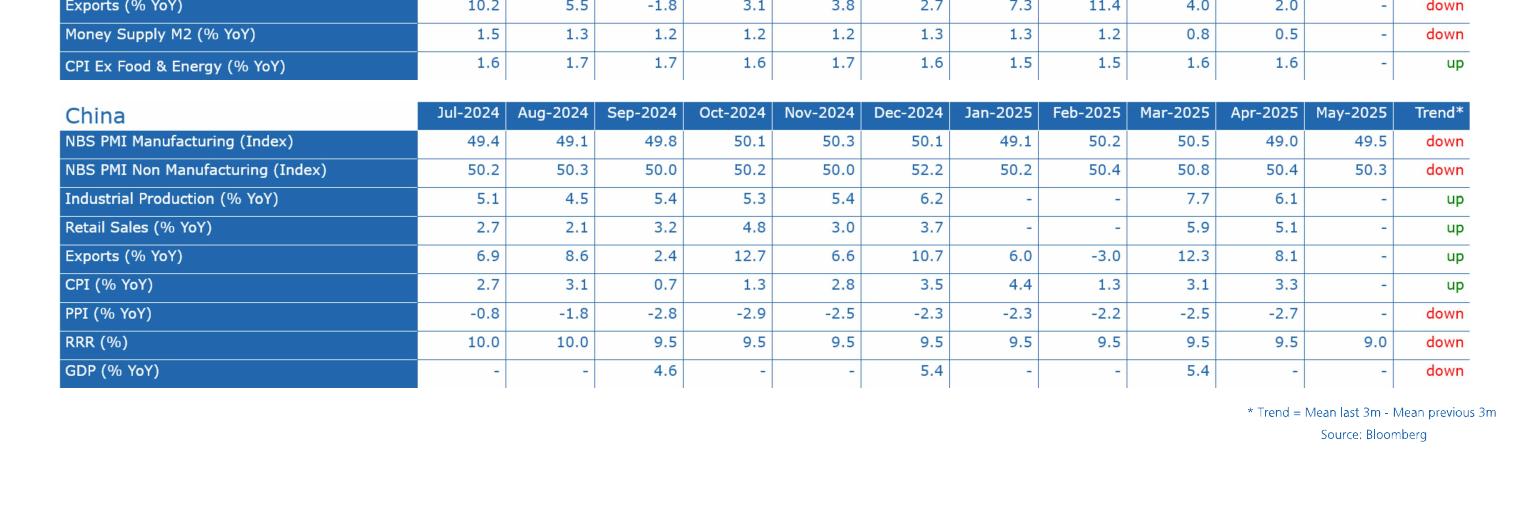 Exports (% YoY) 10.2 5.5 -1.8 3.1 3.8 2.7 7.3 11.4 4.0 2.0 - down
Money Supply M2 (% YoY) 1.5 1.3 1.2 1.2 1.2 1.3 1.3 1.2 0.8 0.5 - down
CPI Ex Food & Energy (% YoY) 1.6 1.7 1.7 1.6 1.7 1.6 1.5 1.5 1.6 1.6 - up
China Jul-2024 Aug-2024 Sep-2024 Oct-2024 Nov-2024 Dec-2024 Jan-2025 Feb-2025 Mar-2025 Apr-2025 May-2025 Trend*
NBS PMI Manufacturing (Index) 49.4 49.1 49.8 50.1 50.3 50.1 49.1 50.2 50.5 49.0 49.5 down
NBS PMI Non Manufacturing (Index) 50.2 50.3 50.0 50.2 50.0 52.2 50.2 50.4 50.8 50.4 50.3 down
Industrial Production (% YoY) 5.1 4.5 5.4 5.3 5.4 6.2 - - 7.7 6.1 - up
Retail Sales (% YoY) 2.7 2.1 3.2 4.8 3.0 3.7 - - 5.9 5.1 - up
Exports (% YoY) 6.9 8.6 2.4 12.7 6.6 10.7 6.0 -3.0 12.3 8.1 - up
CPI (% YoY) 2.7 3.1 0.7 1.3 2.8 3.5 4.4 1.3 3.1 3.3 - up
PPI (% YoY) -0.8 -1.8 -2.8 -2.9 -2.5 -2.3 -2.3 -2.2 -2.5 -2.7 - down
RRR (%) 10.0 10.0 9.5 9.5 9.5 9.5 9.5 9.5 9.5 9.5 9.0 down
GDP (% YoY) - - 4.6 - - 5.4 - - 5.4 - - down
* Trend = Mean last 3m - Mean previous 3m
Source: Bloomberg